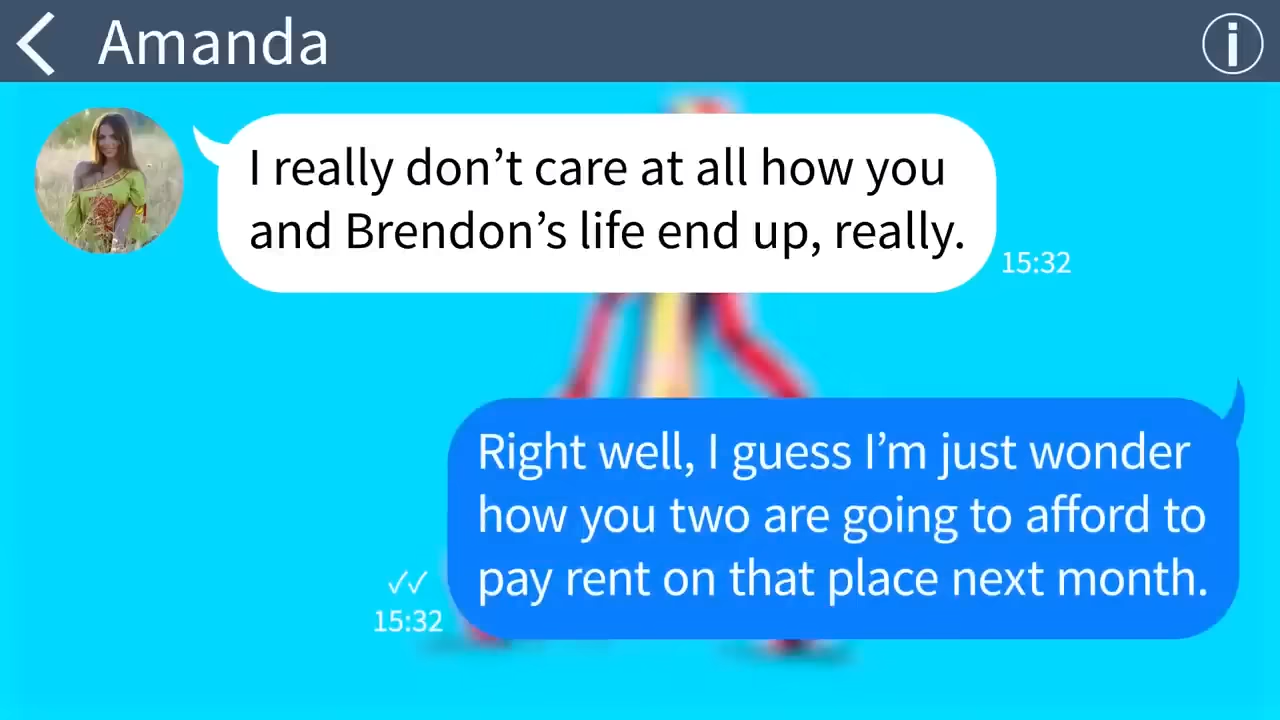 Amanda
I really don’t care at all how you
and Brendon’s life end up, really.
15:32
Right well, I guess I’m just wonder
how you two are going to afford to
pay rent on that place next month.
15:32